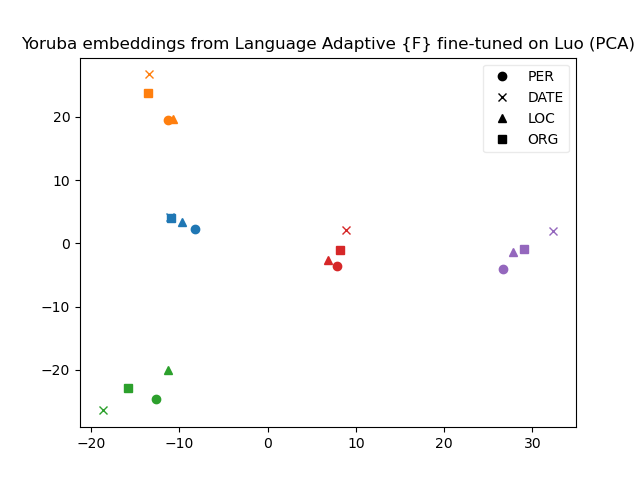 Yoruba embeddings from Language Adaptive {F} fine-tuned on Luo (PCA)
PER
DATE
LOC
ORG
20
10
0
−10
−20
−20 −10 0 10 20 30